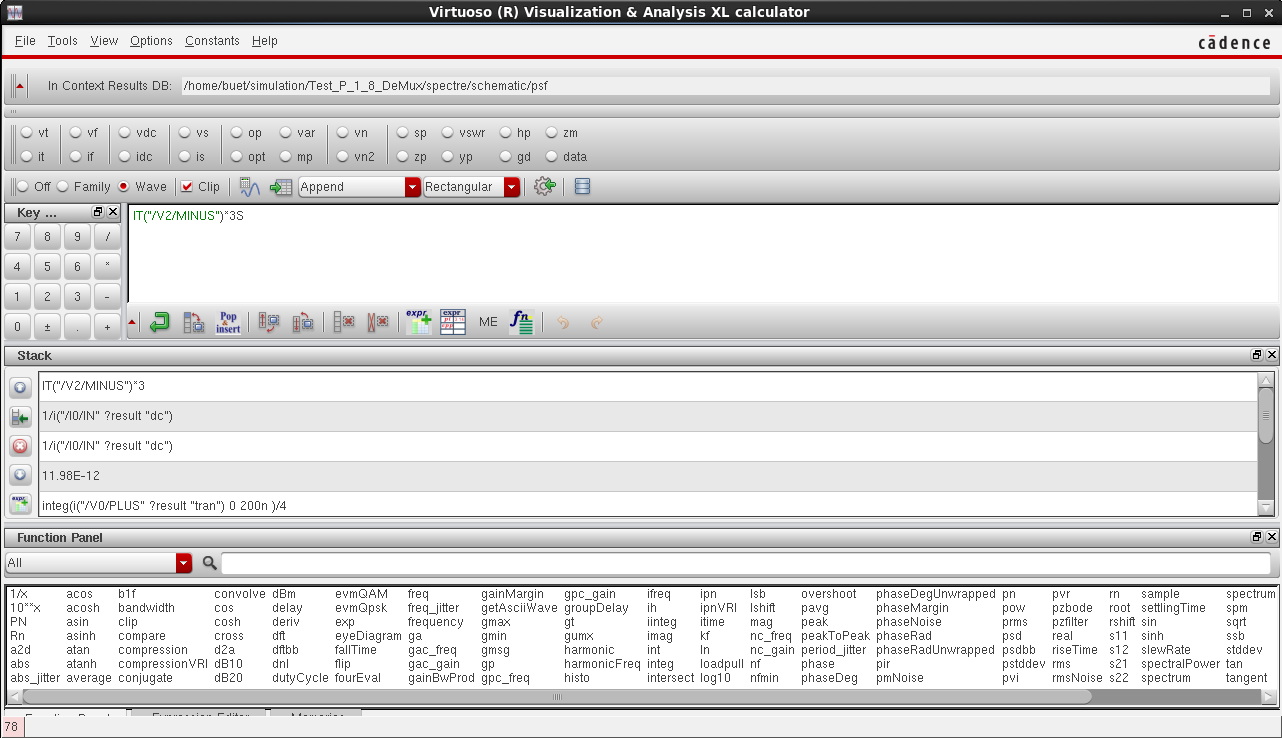 Virtuoso (R) Visualization & Analysis XL calculator
File Tools View Options Constants Help
cādence
In Context Results DB: /home/buet/simulation/Test_P_1_8_DeMux/spectre/schematic/psf
vt vf vdc vs op var vn sp vswr hp zm
it if idc is opt mp vn2 zp yp gd data
Off Family Wave Clip Append Rectangular
Key ...
IT("/V2/MINUS")*3S
7 8 9 /
4 5 6 *
1 2 3 -
0 ± . +
Pop & insert expr expr ME fn
Stack
IT("/V2/MINUS")*3
1/i("/I0/IN" ?result "dc")
1/i("/I0/IN" ?result "dc")
11.98E-12
expr integ(i("/V0/PLUS" ?result "tran") 0 200n )/4
Function Panel
All
1/x acos b1f convolve dBm evmQAM freq gainMargin gpc_gain ifreq ipn lsb overshoot phaseDegUnwrapped pn pvr rn sample spectrum
10**x acosh bandwidth cos delay evmQpsk freq_jitter getAsciiWave groupDelay ih ipnVRI lshift pavg phaseMargin pow pzbode root settlingTime spm
PN asin clip cosh deriv exp frequency gmax gt iinteg itime mag peak phaseNoise prms pzfilter rshift sin sqrt
Rn asinh compare cross dft eyeDiagram ga gmin gumx imag kf nc_freq peakToPeak phaseRad psd real s11 sinh ssb
a2d atan compression d2a dftbb fallTime gac_freq gmsg harmonic int ln nc_gain period_jitter phaseRadUnwrapped psdbb riseTime s12 slewRate stddev
abs atanh compressionVRI dB10 dnl flip gac_gain gp harmonicFreq integ loadpull nf phase pir pstddev rms s21 spectralPower tan
abs_jitter average conjugate dB20 dutyCycle fourEval gainBwProd gpc_freq histo intersect log10 nfmin phaseDeg pmNoise pvi rmsNoise s22 spectrum tangent
78